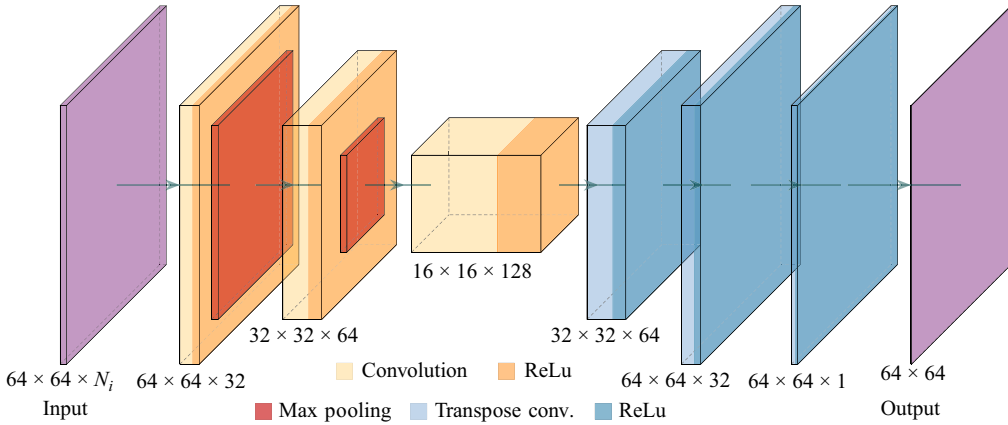 16 × 16 × 128
32 × 32 × 64
32 × 32 × 64
64 × 64 × Nᵢ
64 × 64 × 32
64 × 64 × 32
64 × 64 × 1
64 × 64
Convolution
ReLu
Input
Output
Max pooling
Transpose conv.
ReLu